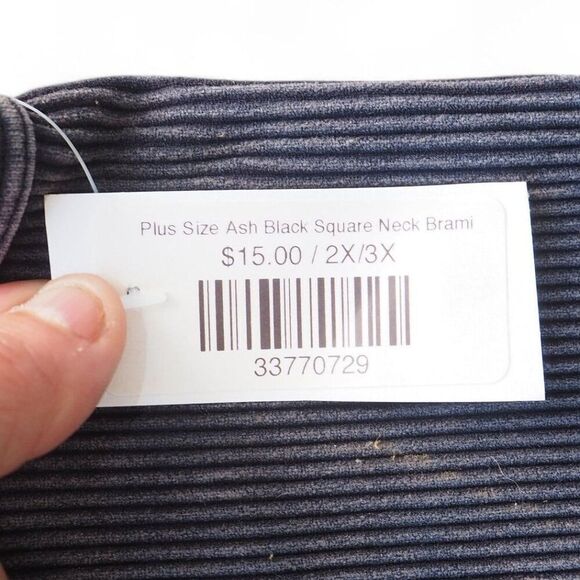 Plus Size Ash Black Square Neck Brami
$15.00 / 2X/3X
33770729